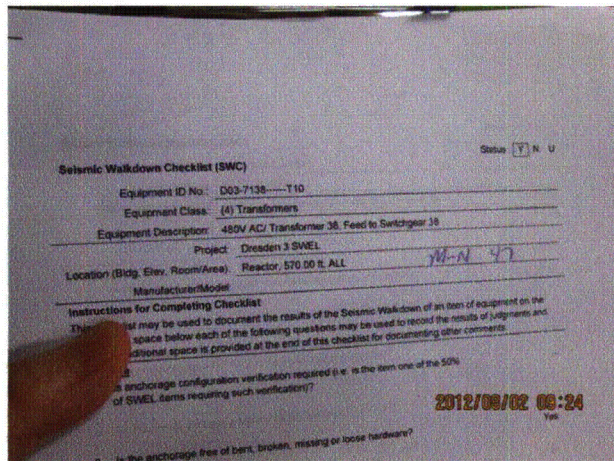 Status Y N U
Seismic Walkdown Checklist (SWC)
Equipment ID No.: D03-7138-----T10
Equipment Class: (4) Transformers
Equipment Description: 480V AC/ Transformer 38, Feed to Switchgear 38
Project: Dresden 3 SWEL
Location (Bldg, Elev, Room/Area): Reactor, 570.00 ft, ALL
M-N 47
Manufacturer/Model
Instructions for Completing Checklist
This may be used to document the results of the Seismic Walkdown of an item of equipment on the
space below each of the following questions may be used to record the results of judgments and
additional space is provided at the end of this checklist for documenting other comments.
anchorage configuration verification required (i.e. is the item one of the 50%
of SWEL items requiring such verification)?
2012/08/02 09:24
Yes
Is the anchorage free of bent, broken, missing or loose hardware?